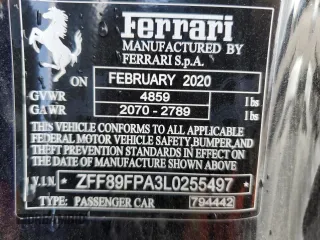 Ferrari
MANUFACTURED BY
FERRARI S.p.A.
ON FEBRUARY 2020
GVWR 4859 lbs
GAWR 2070 - 2789 lbs
THIS VEHICLE CONFORMS TO ALL APPLICABLE
FEDERAL MOTOR VEHICLE SAFETY, BUMPER, AND
THEFT PREVENTION STANDARDS IN EFFECT ON THE
DATE OF MANUFACTURE SHOWN ABOVE
V.I.N. * ZFF89FPA3L0255497 *
TYPE: PASSENGER CAR 794442